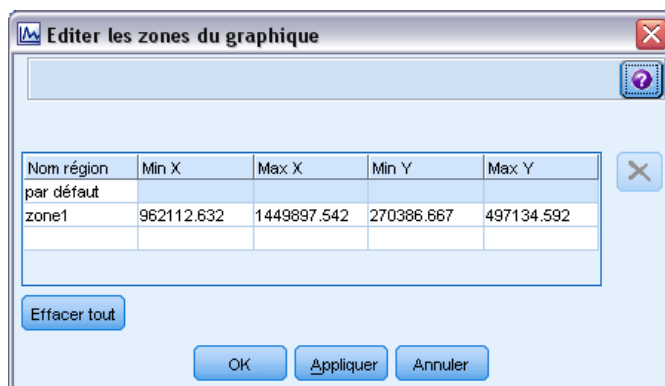 Editer les zones du graphique
Nom région Min X Max X Min Y Max Y
par défaut
zone1 962112.632 1449897.542 270386.667 497134.592
Effacer tout
OK Appliquer Annuler